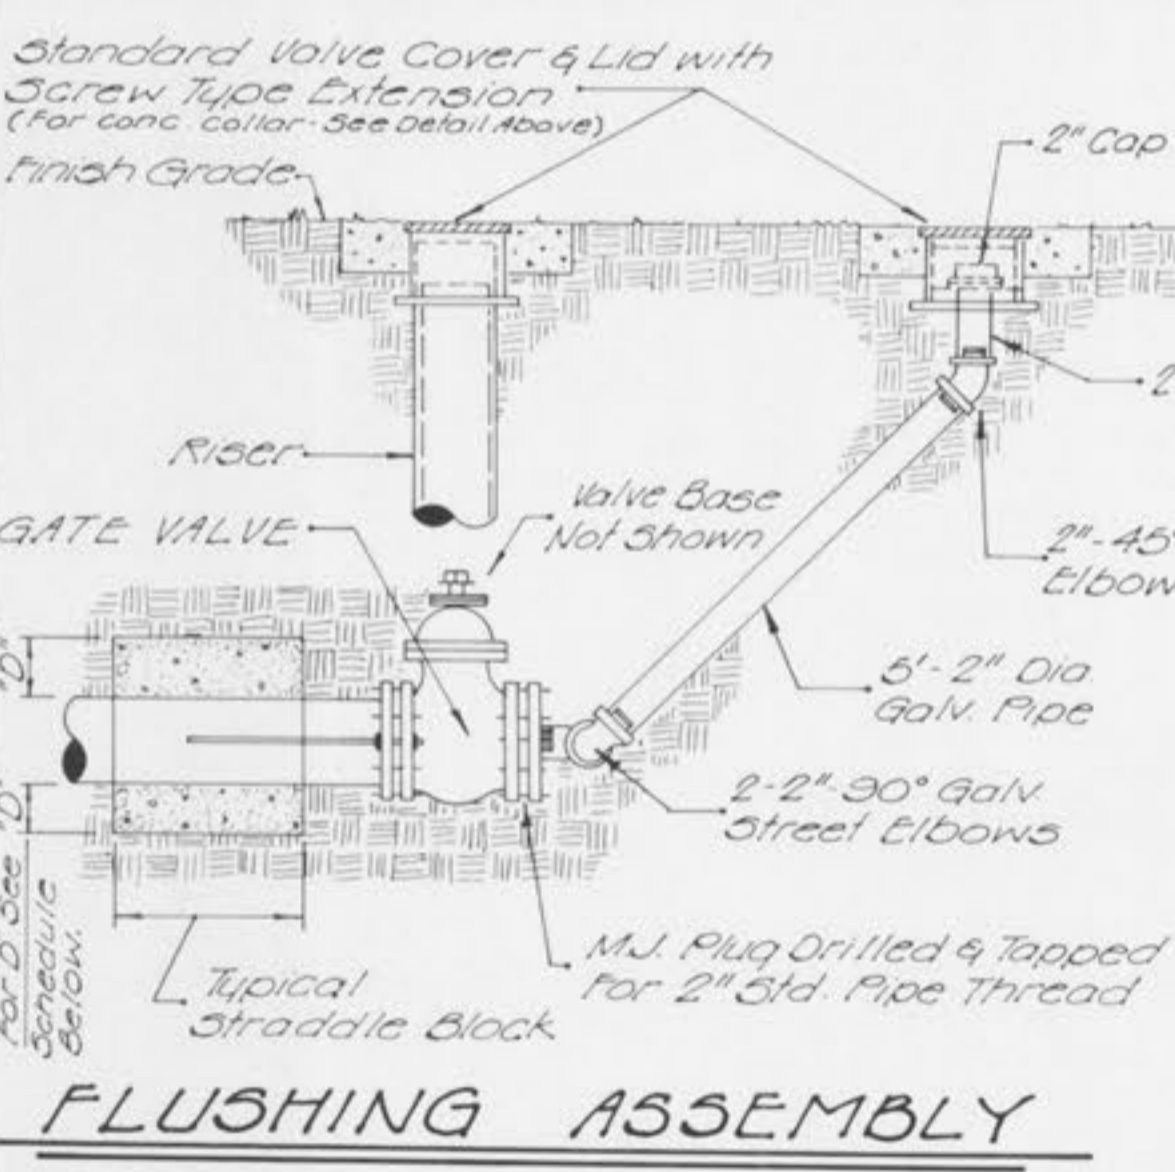 Standard Valve Cover & Lid with
Screw Type Extension
(For conc. collar - See Detail Above)
Finish Grade
2" Cap
Riser
2
GATE VALVE
Valve Base
Not Shown
2"-45°
Elbow
"D"
5'-2" Dia.
Galv. Pipe
"D"
2-2"-90° Galv.
Street Elbows
For D See
Schedule
Below.
M.J. Plug Drilled & Tapped
For 2" Std. Pipe Thread
Typical
Straddle Block
FLUSHING ASSEMBLY